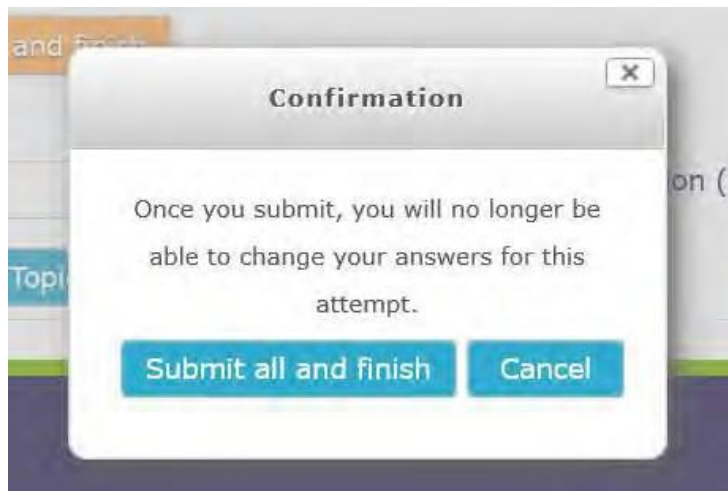 and finish
Confirmation
X
on (
Once you submit, you will no longer be
able to change your answers for this
attempt.
Topi
Submit all and finish
Cancel